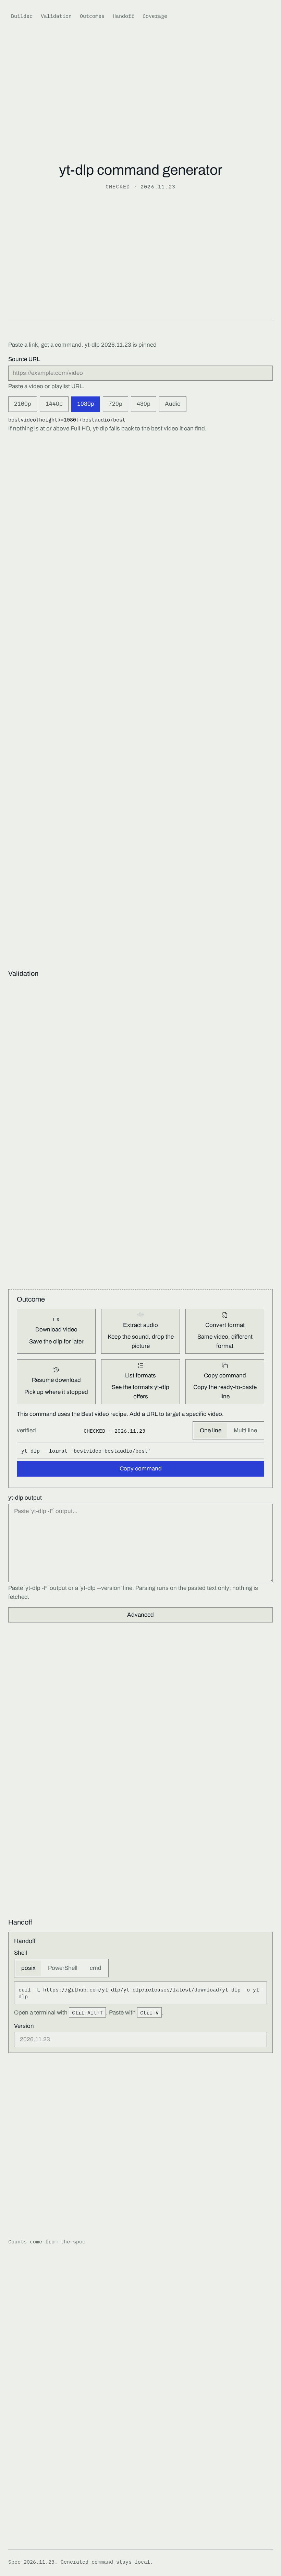 Builder Validation Outcomes Handoff Coverage
yt-dlp command generator
CHECKED · 2026.11.23
Paste a link, get a command. yt-dlp 2026.11.23 is pinned
Source URL
https://example.com/video
Paste a video or playlist URL.
2160p 1440p 1080p 720p 480p Audio
bestvideo[height>=1080]+bestaudio/best
If nothing is at or above Full HD, yt-dlp falls back to the best video it can find.
Validation
Outcome
Download video
Save the clip for later
Extract audio
Keep the sound, drop the
picture
Convert format
Same video, different
format
Resume download
Pick up where it stopped
List formats
See the formats yt-dlp
offers
Copy command
Copy the ready-to-paste
line
This command uses the Best video recipe. Add a URL to target a specific video.
verified CHECKED · 2026.11.23 One line Multi line
yt-dlp --format 'bestvideo+bestaudio/best'
Copy command
yt-dlp output
Paste `yt-dlp -F` output...
Paste `yt-dlp -F` output or a `yt-dlp --version` line. Parsing runs on the pasted text only; nothing is
fetched.
Advanced
Handoff
Handoff
Shell
posix PowerShell cmd
curl -L https://github.com/yt-dlp/yt-dlp/releases/latest/download/yt-dlp -o yt-
dlp
Open a terminal with Ctrl+Alt+T Paste with Ctrl+V
Version
2026.11.23
Counts come from the spec
Spec 2026.11.23. Generated command stays local.